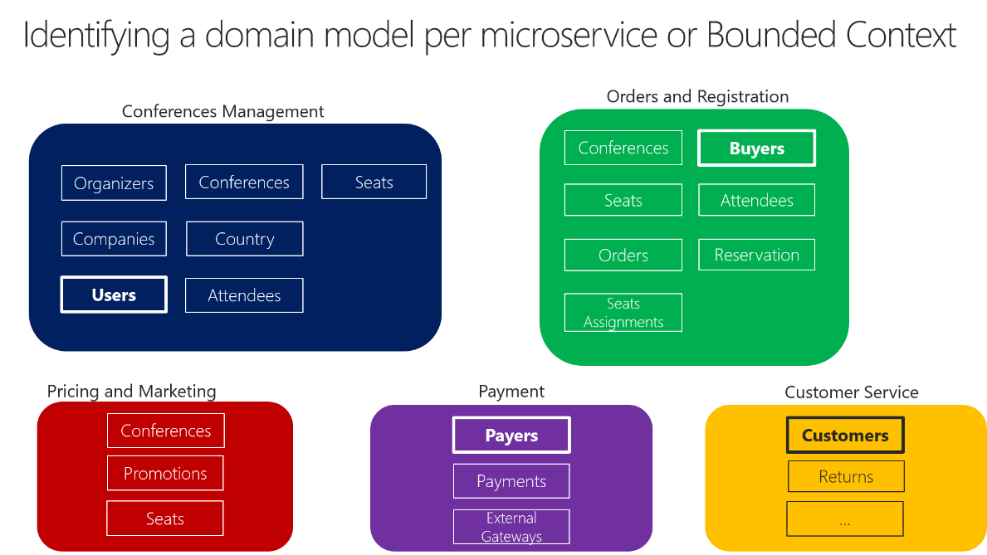 Identifying a domain model per microservice or Bounded Context
Conferences Management
Organizers
Conferences
Seats
Companies
Country
Users
Attendees
Orders and Registration
Conferences
Buyers
Seats
Attendees
Orders
Reservation
Seats
Assignments
Pricing and Marketing
Conferences
Promotions
Seats
Payment
Payers
Payments
External
Gateways
Customer Service
Customers
Returns
...